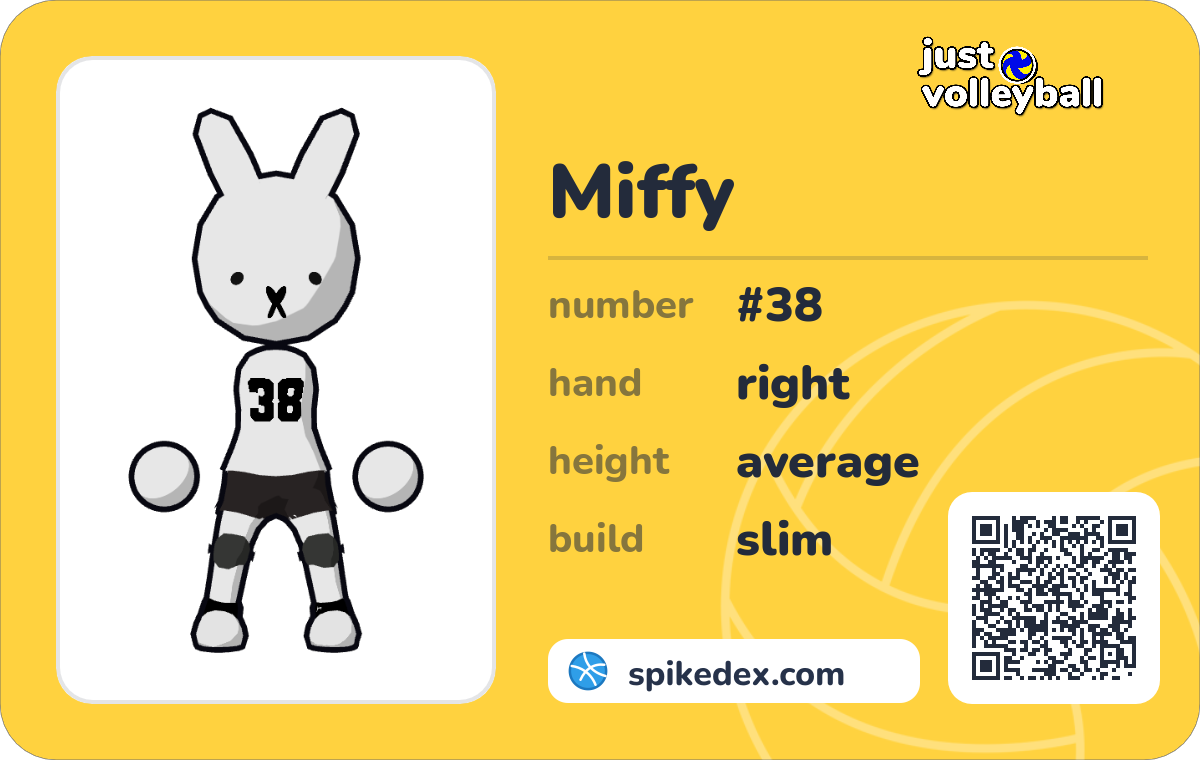 just
volleyball
Miffy
number #38
hand right
height average
build slim
38
spikedex.com